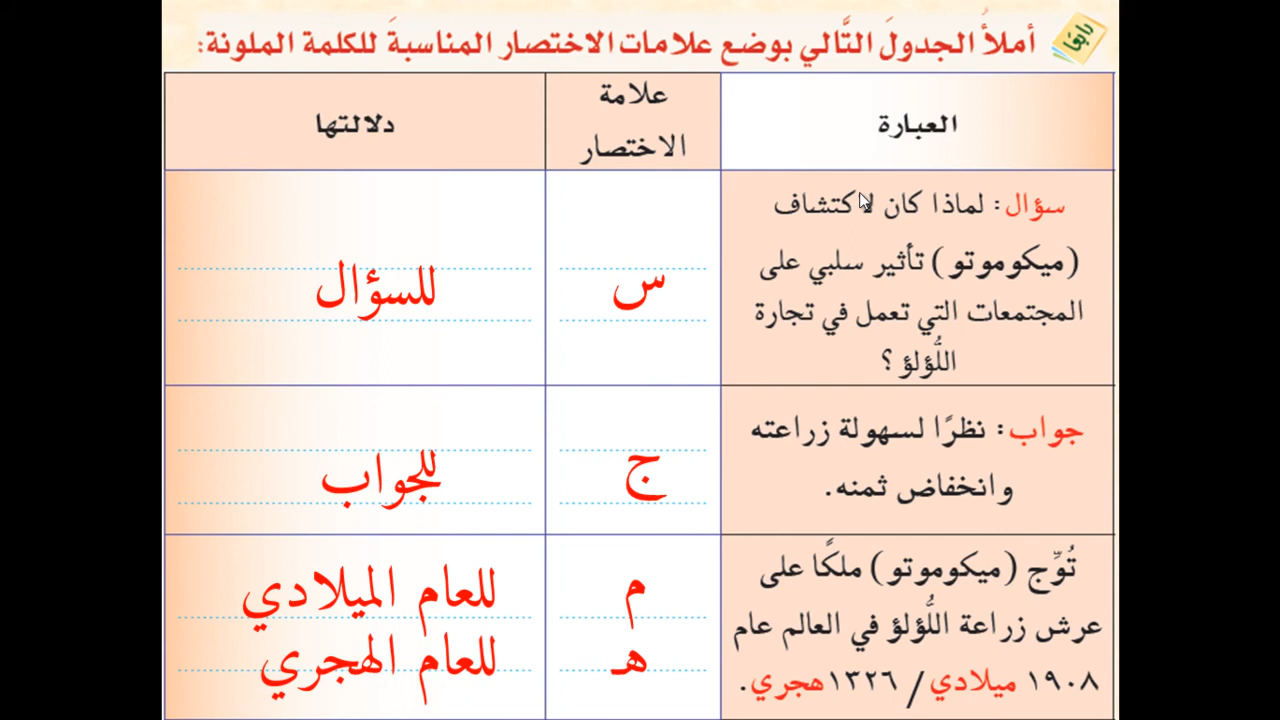 رابعًا
أملأُ الجدولَ التَّالي بوضع علامات الاختصار المناسبةَ للكلمة الملونة:
العبارة
علامة
الاختصار
دلالتها
سؤال: لماذا كان لاكتشاف
(ميكوموتو) تأثير سلبي على
المجتمعات التي تعمل في تجارة
اللُّؤلؤ؟
س
للسؤال
جواب: نظرًا لسهولة زراعته
وانخفاض ثمنه.
ج
للجواب
تُوِّج (ميكوموتو) ملكًا على
عرش زراعة اللُّؤلؤ في العالم عام
١٩٠٨ ميلادي/ ١٣٢٦هجري.
م
هـ
للعام الميلادي
للعام الهجري